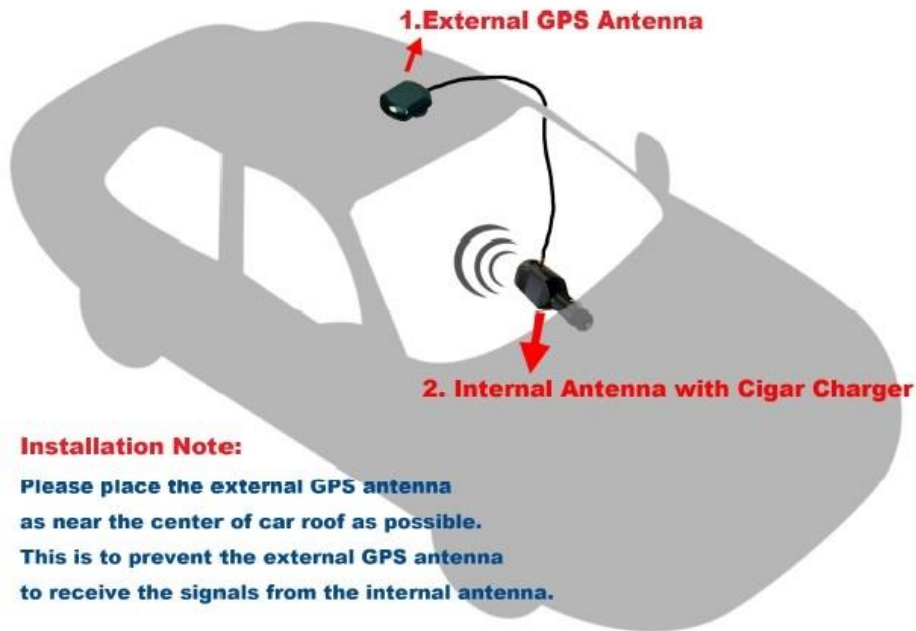 1.External GPS Antenna
2. Internal Antenna with Cigar Charger
Installation Note:
Please place the external GPS antenna
as near the center of car roof as possible.
This is to prevent the external GPS antenna
to receive the signals from the internal antenna.